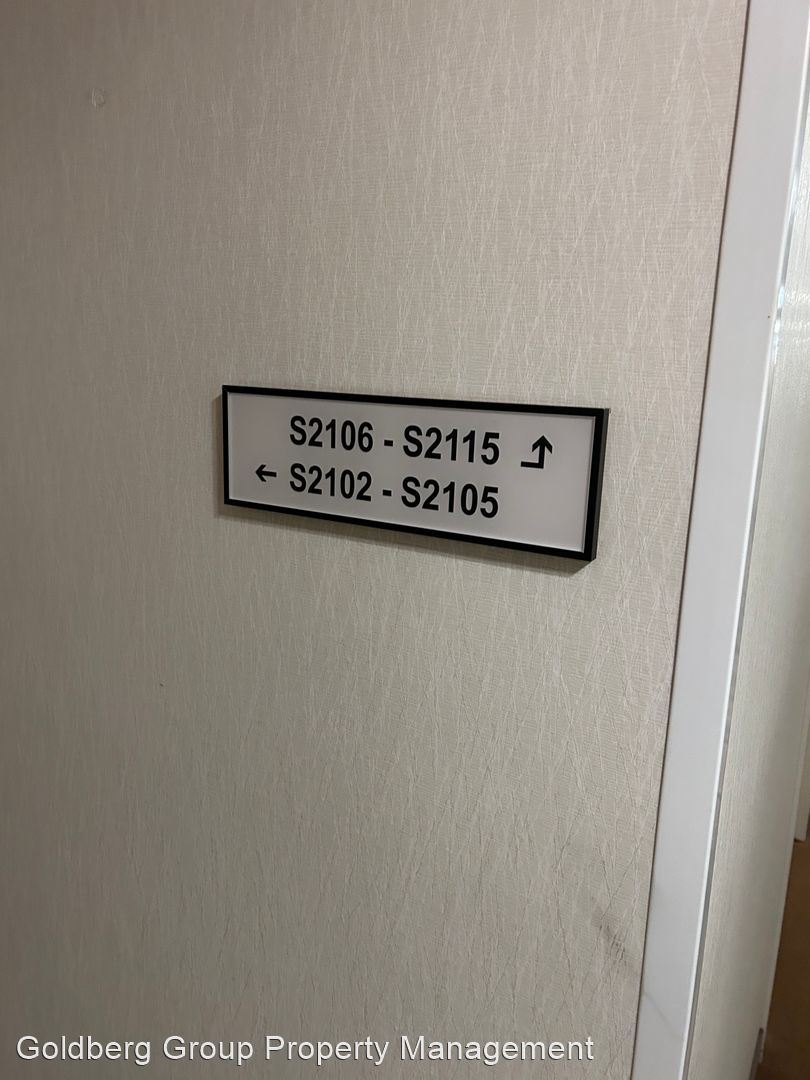 S2106 - S2115 ↱
← S2102 - S2105
Goldberg Group Property Management